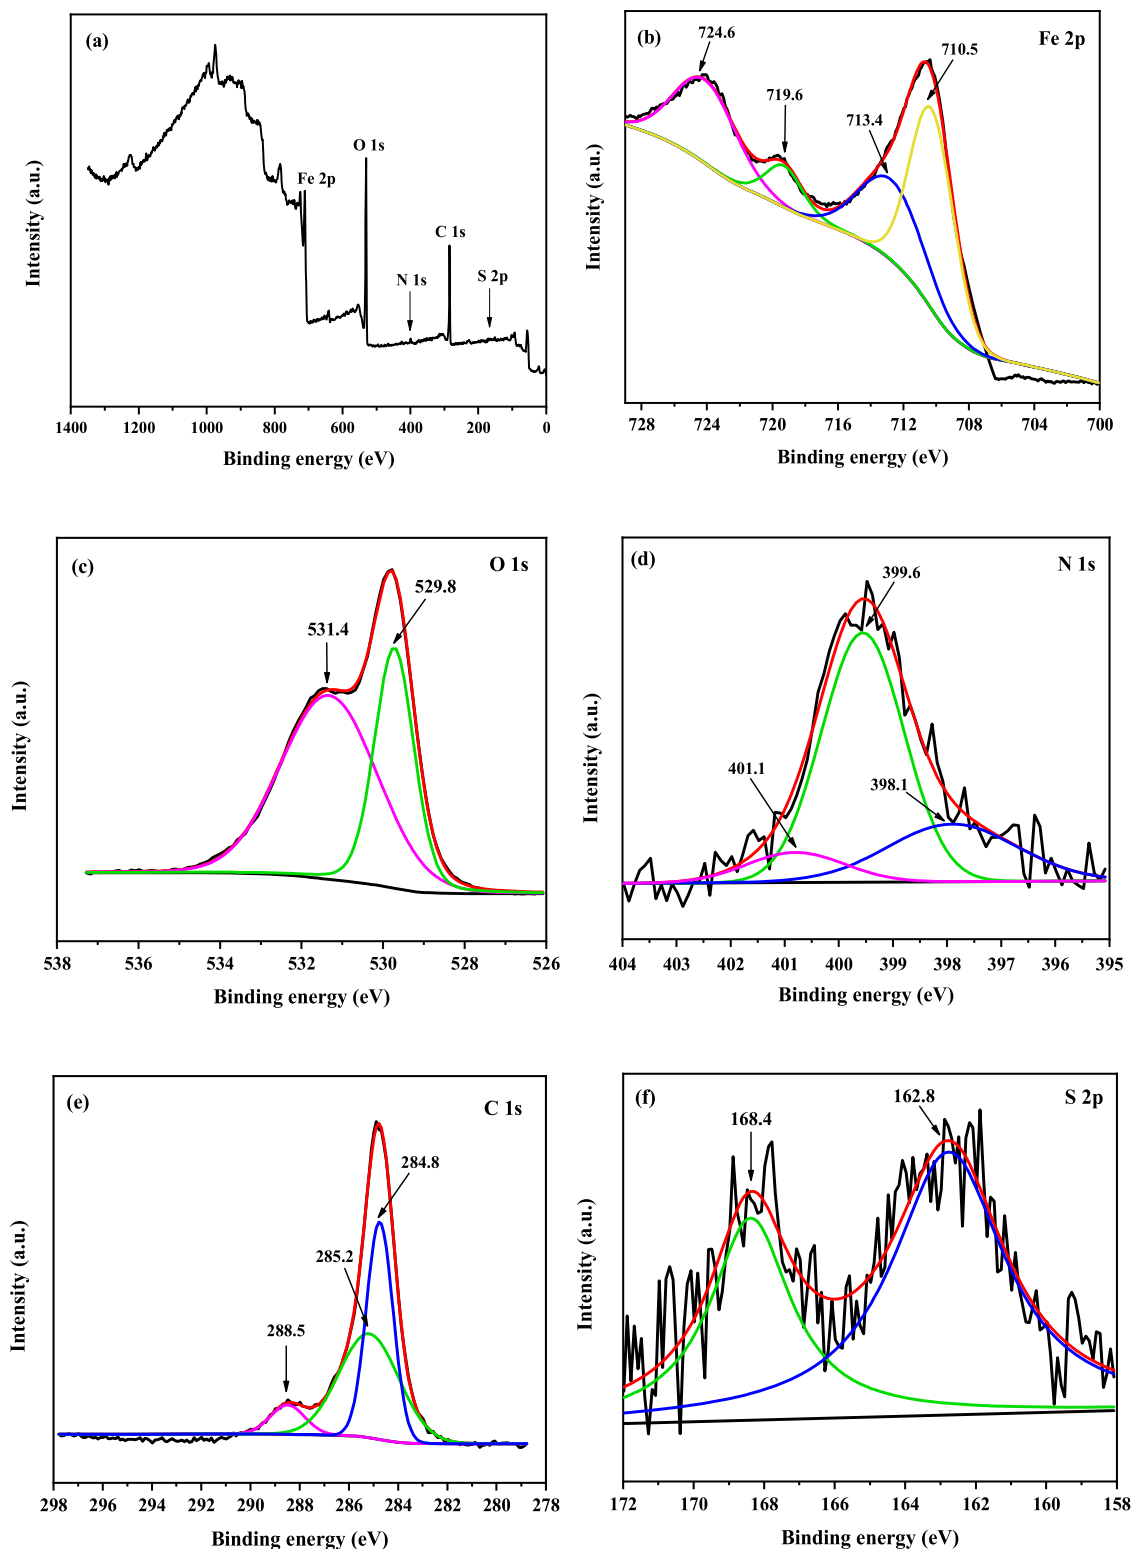 (a)
O 1s
Fe 2p
C 1s
N 1s
S 2p
Intensity (a.u.)
1400 1200 1000 800 600 400 200 0
Binding energy (eV)
(b)
Fe 2p
724.6
710.5
719.6
713.4
Intensity (a.u.)
728 724 720 716 712 708 704 700
Binding energy (eV)
(c)
O 1s
529.8
531.4
Intensity (a.u.)
538 536 534 532 530 528 526
Binding energy (eV)
(d)
N 1s
399.6
401.1
398.1
Intensity (a.u.)
404 403 402 401 400 399 398 397 396 395
Binding energy (eV)
(e)
C 1s
284.8
285.2
288.5
Intensity (a.u.)
298 296 294 292 290 288 286 284 282 280 278
Binding energy (eV)
(f)
S 2p
162.8
168.4
Intensity (a.u.)
172 170 168 166 164 162 160 158
Binding energy (eV)